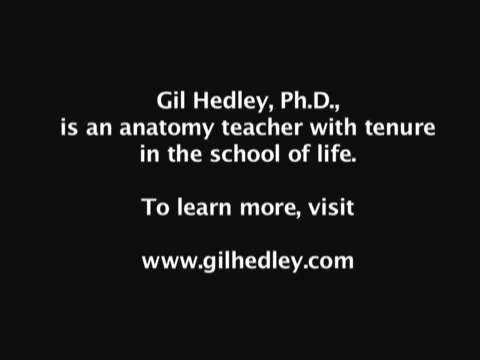 Gil Hedley, Ph.D.,
is an anatomy teacher with tenure
in the school of life.
To learn more, visit
www.gilhedley.com